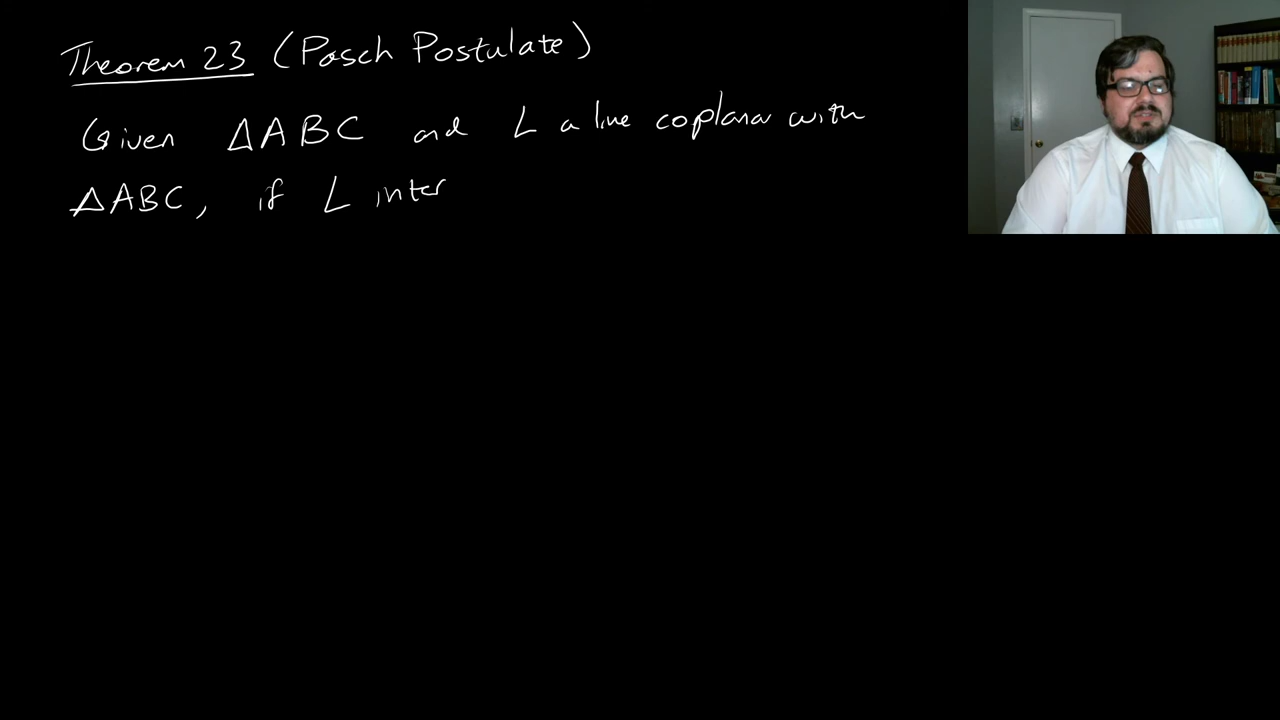 Theorem 23 (Pasch Postulate)
Given △ABC and L a line coplanar with
△ABC, if L inter